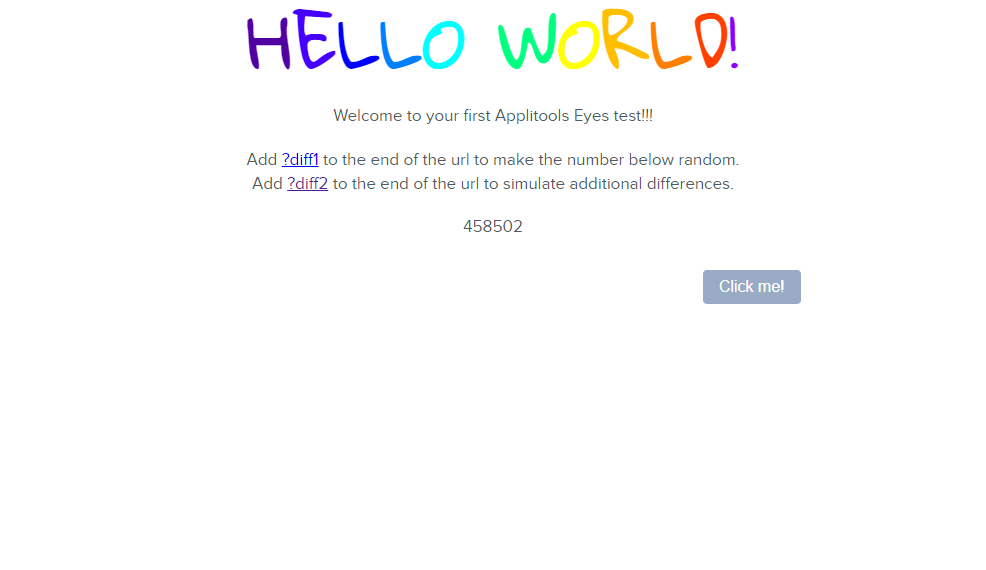 HELLO WORLD!
Welcome to your first Applitools Eyes test!!!
Add ?diff1 to the end of the url to make the number below random.
Add ?diff2 to the end of the url to simulate additional differences.
458502
Click me!